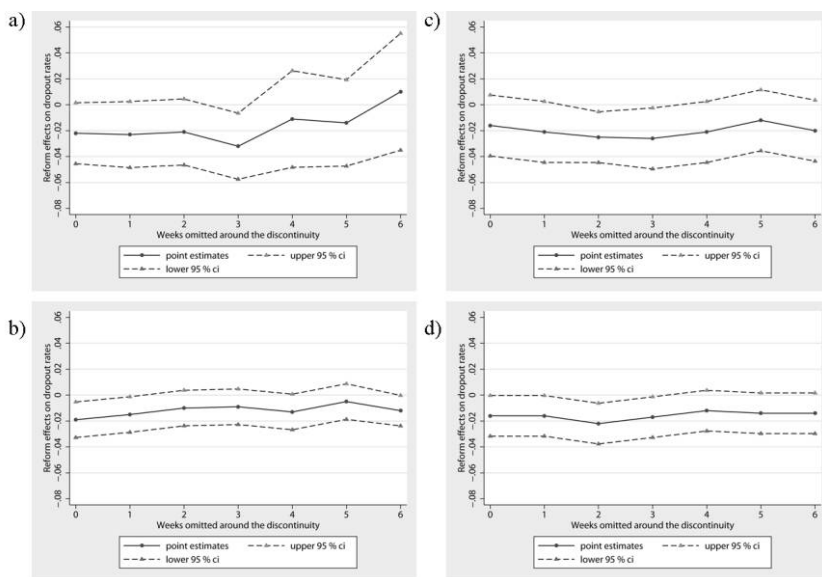 a)
.06
.04
.02
0
-.02
-.04
-.06
-.08
Reform effects on dropout rates
0 1 2 3 4 5 6
Weeks omitted around the discontinuity
point estimates upper 95 % ci
lower 95 % ci
c)
.06
.04
.02
0
-.02
-.04
-.06
-.08
Reform effects on dropout rates
0 1 2 3 4 5 6
Weeks omitted around the discontinuity
point estimates upper 95 % ci
lower 95 % ci
b)
.06
.04
.02
0
-.02
-.04
-.06
-.08
Reform effects on dropout rates
0 1 2 3 4 5 6
Weeks omitted around the discontinuity
point estimates upper 95 % ci
lower 95 % ci
d)
.06
.04
.02
0
-.02
-.04
-.06
-.08
Reform effects on dropout rates
0 1 2 3 4 5 6
Weeks omitted around the discontinuity
point estimates upper 95 % ci
lower 95 % ci